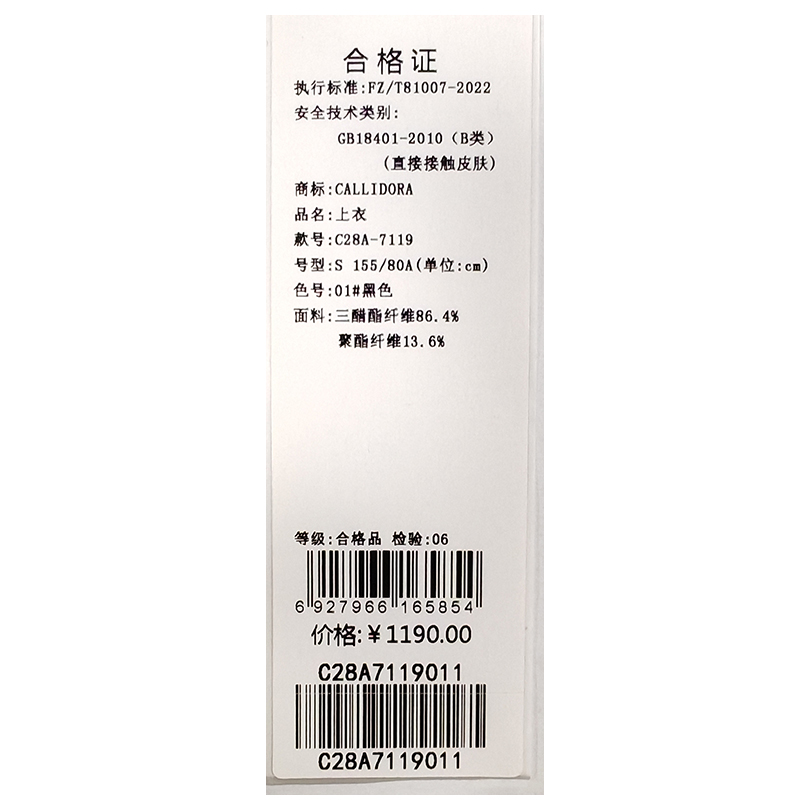 合格证
执行标准:FZ/T81007-2022
安全技术类别:
GB18401-2010（B类）
(直接接触皮肤)
商标:CALLIDORA
品名:上衣
款号:C28A-7119
号型:S 155/80A(单位:cm)
色号:01#黑色
面料:三醋酯纤维86.4%
聚酯纤维13.6%
等级:合格品 检验:06
6 927966 165854
价格:￥1190.00
C28A7119011
C28A7119011